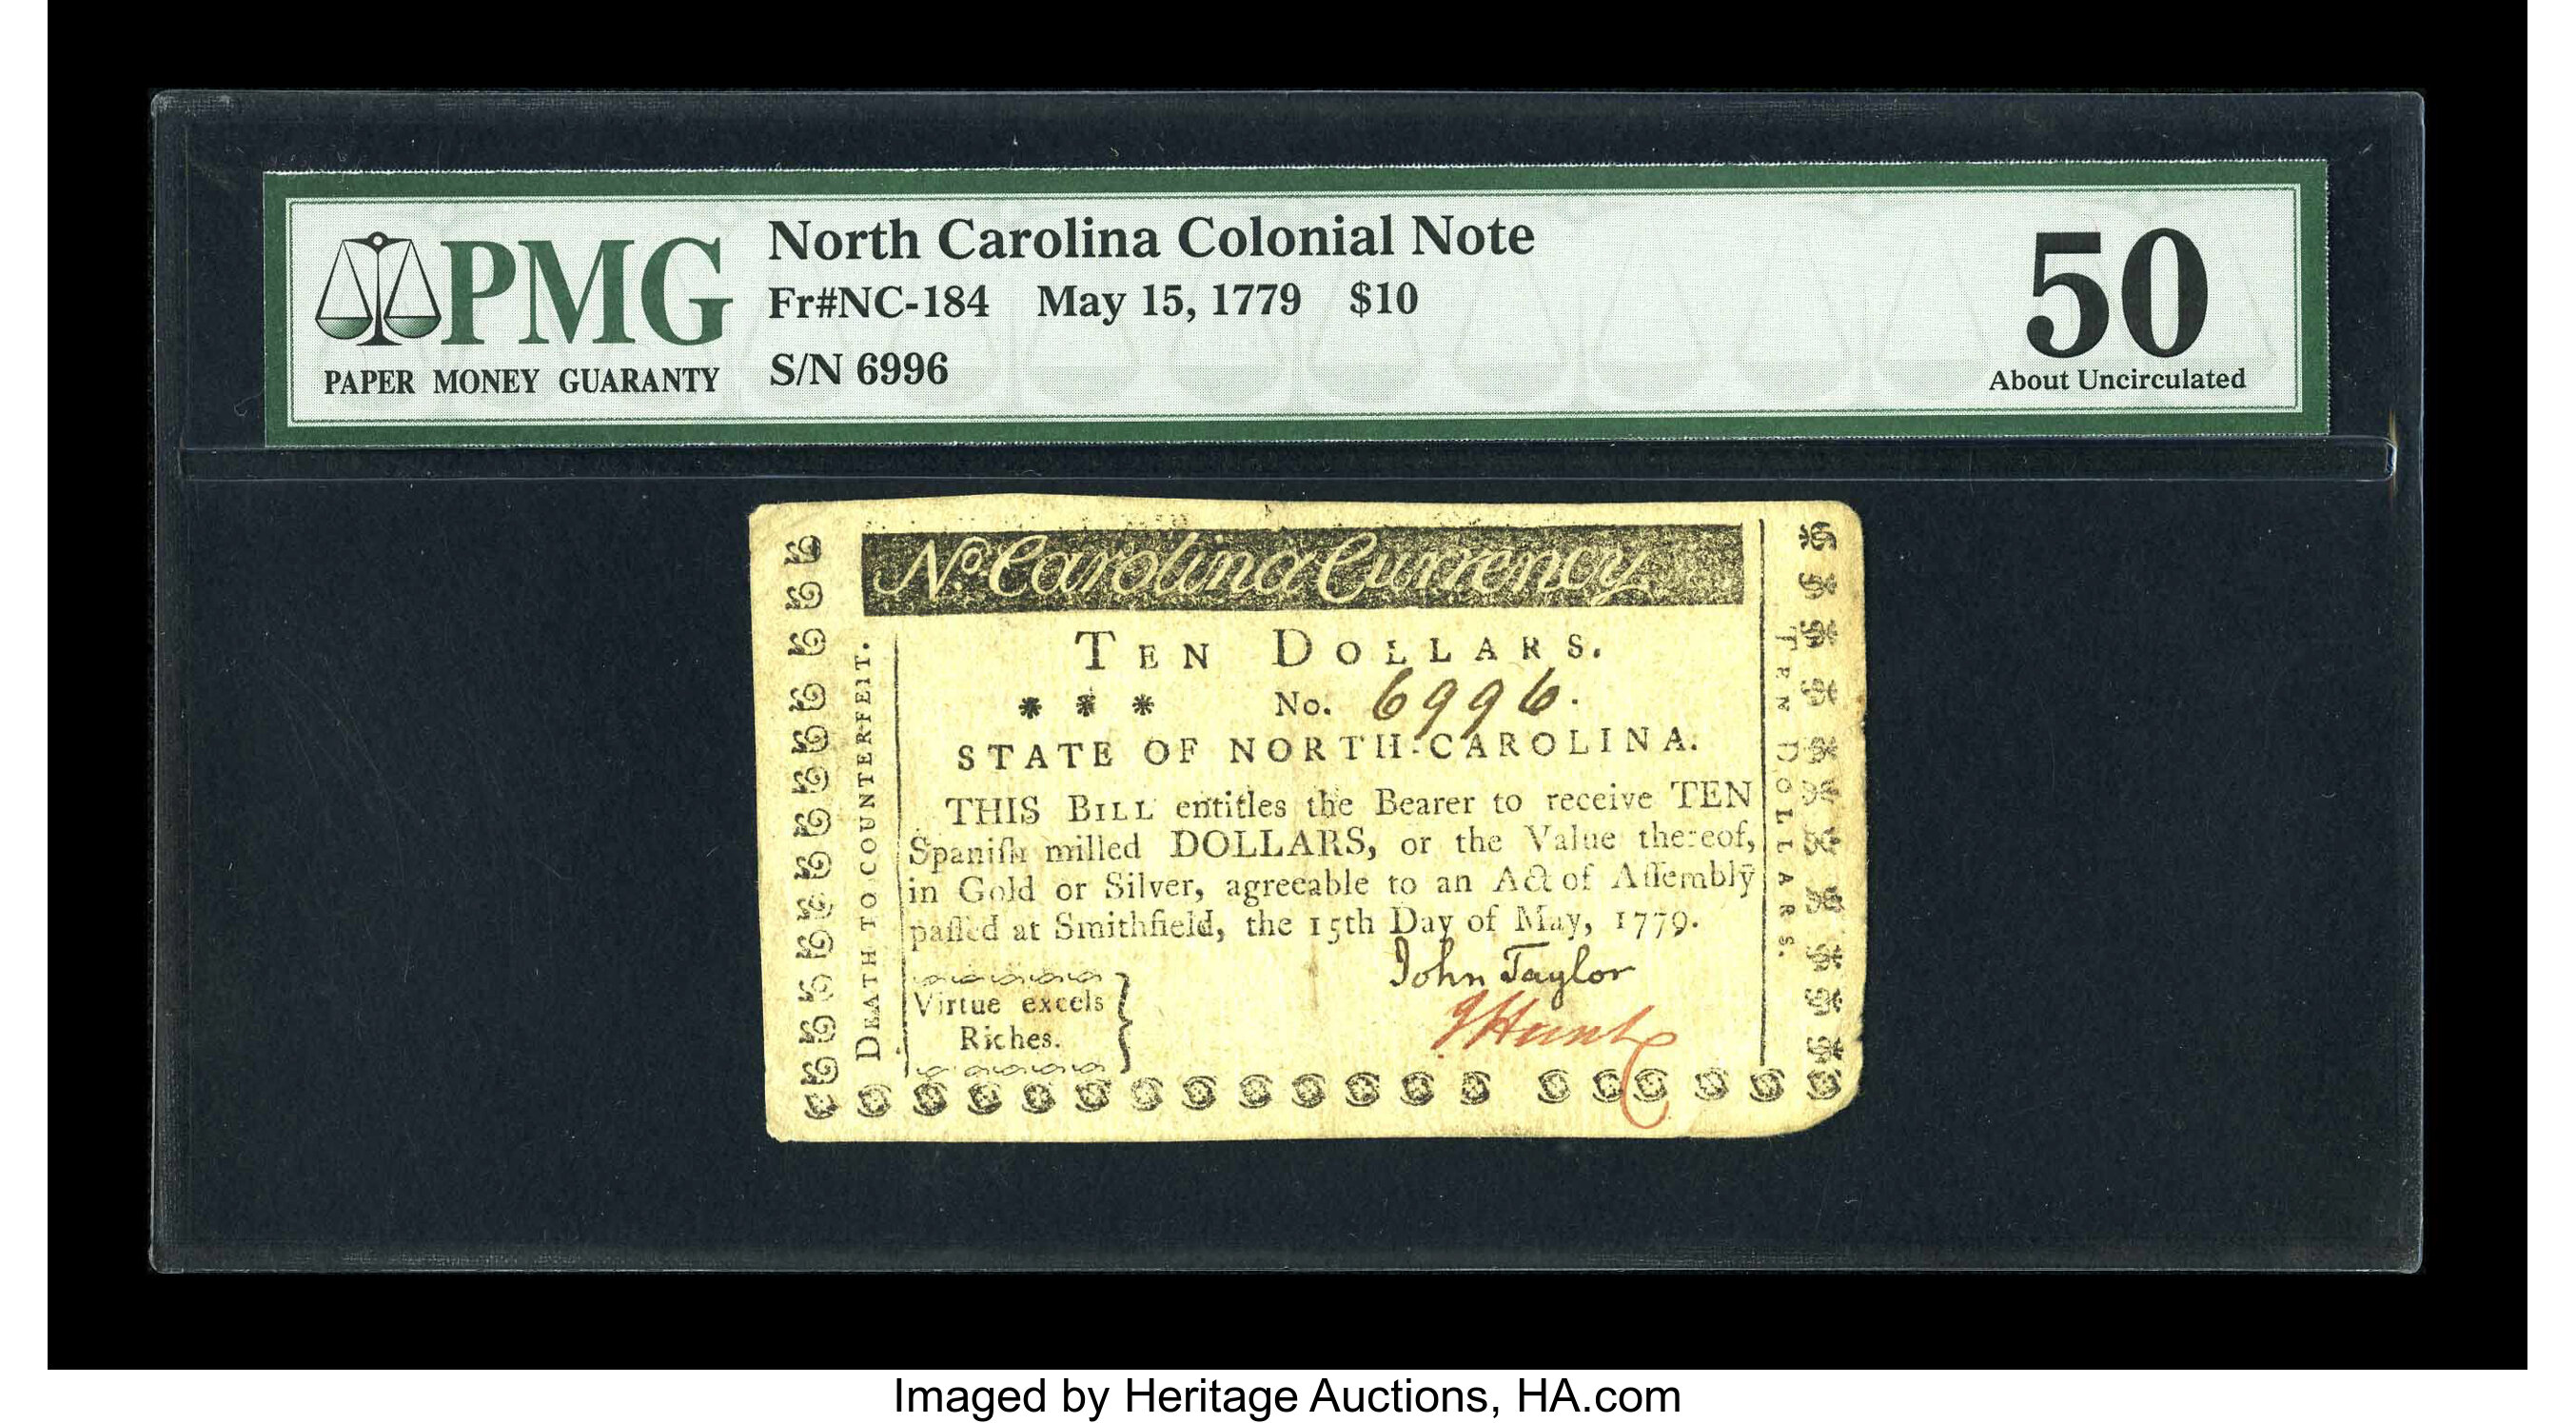 PMG
PAPER MONEY GUARANTY
North Carolina Colonial Note
Fr#NC-184 May 15, 1779 $10
S/N 6996
50
About Uncirculated
No. Carolina Currency.
TEN DOLLARS.
* * * No. 6996.
STATE OF NORTH-CAROLINA.
THIS BILL entitles the Bearer to receive TEN
Spaniſh milled DOLLARS, or the Value thereof,
in Gold or Silver, agreeable to an Act of Aſſembly
paſſed at Smithfield, the 15th Day of May, 1779.
John Taylor
JHunt
Virtue excels
Riches.
DEATH TO COUNTERFEIT.
TEN DOLLARS.
Imaged by Heritage Auctions, HA.com